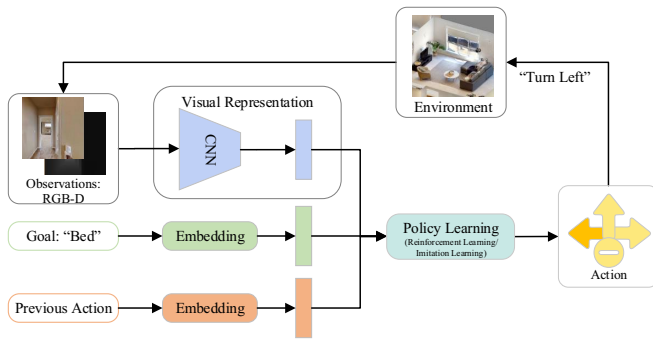 Visual Representation
CNN
Environment
“Turn Left”
Observations:
RGB-D
Goal: “Bed”
Embedding
Policy Learning
(Reinforcement Learning/
Imitation Learning)
Action
Previous Action
Embedding